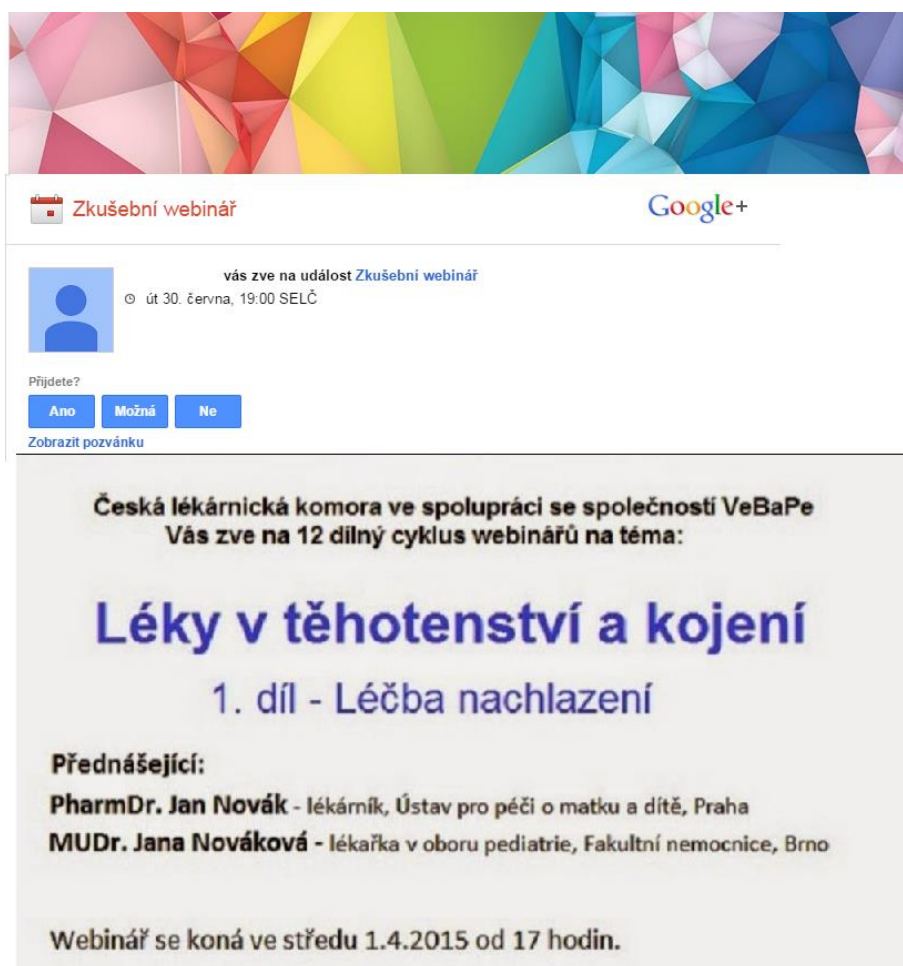 Zkušební webinář
Google+
vás zve na událost Zkušební webinář
út 30. června, 19:00 SELČ
Přijdete?
Ano Možná Ne
Zobrazit pozvánku
Česká lékárnická komora ve spolupráci se společností VeBaPe
Vás zve na 12 dílný cyklus webinářů na téma:
Léky v těhotenství a kojení
1. díl - Léčba nachlazení
Přednášející:
PharmDr. Jan Novák - lékárník, Ústav pro péči o matku a dítě, Praha
MUDr. Jana Nováková - lékařka v oboru pediatrie, Fakultní nemocnice, Brno
Webinář se koná ve středu 1.4.2015 od 17 hodin.